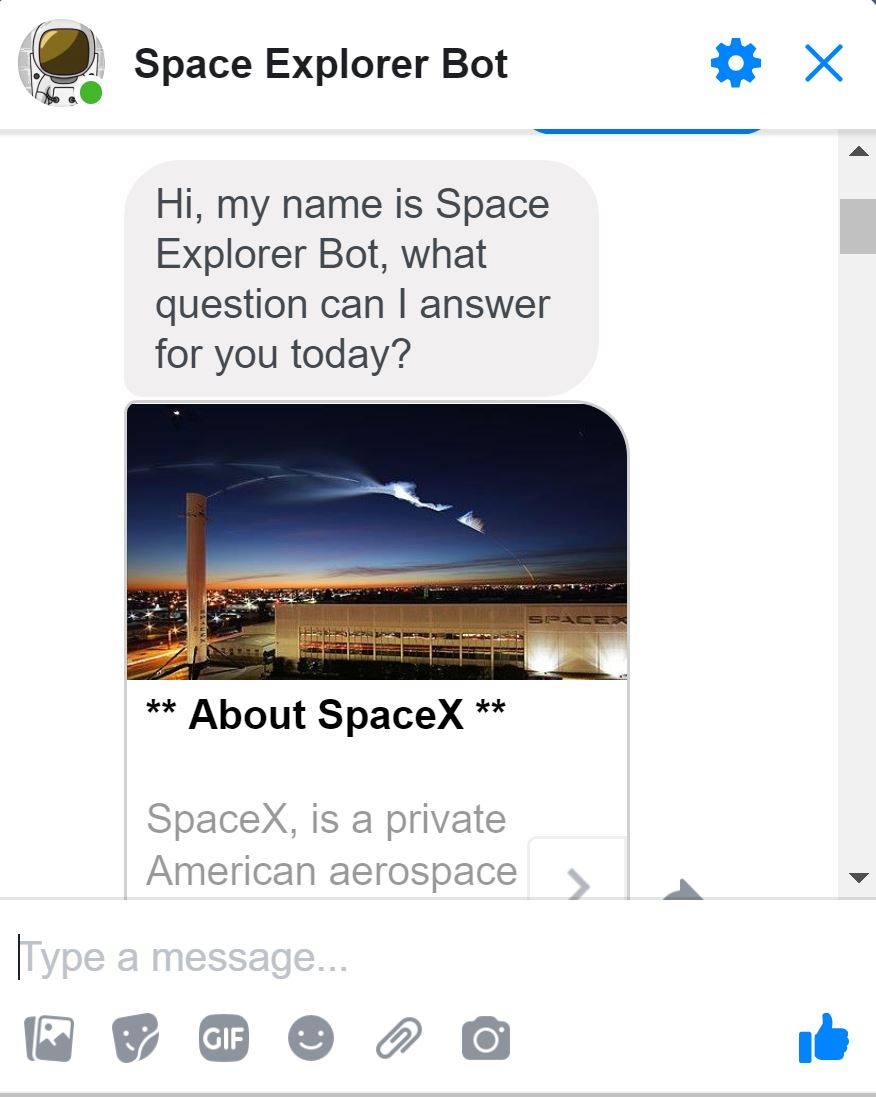 Space Explorer Bot
Hi, my name is Space
Explorer Bot, what
question can I answer
for you today?
SPACEX
** About SpaceX **
SpaceX, is a private
American aerospace
Type a message...
GIF